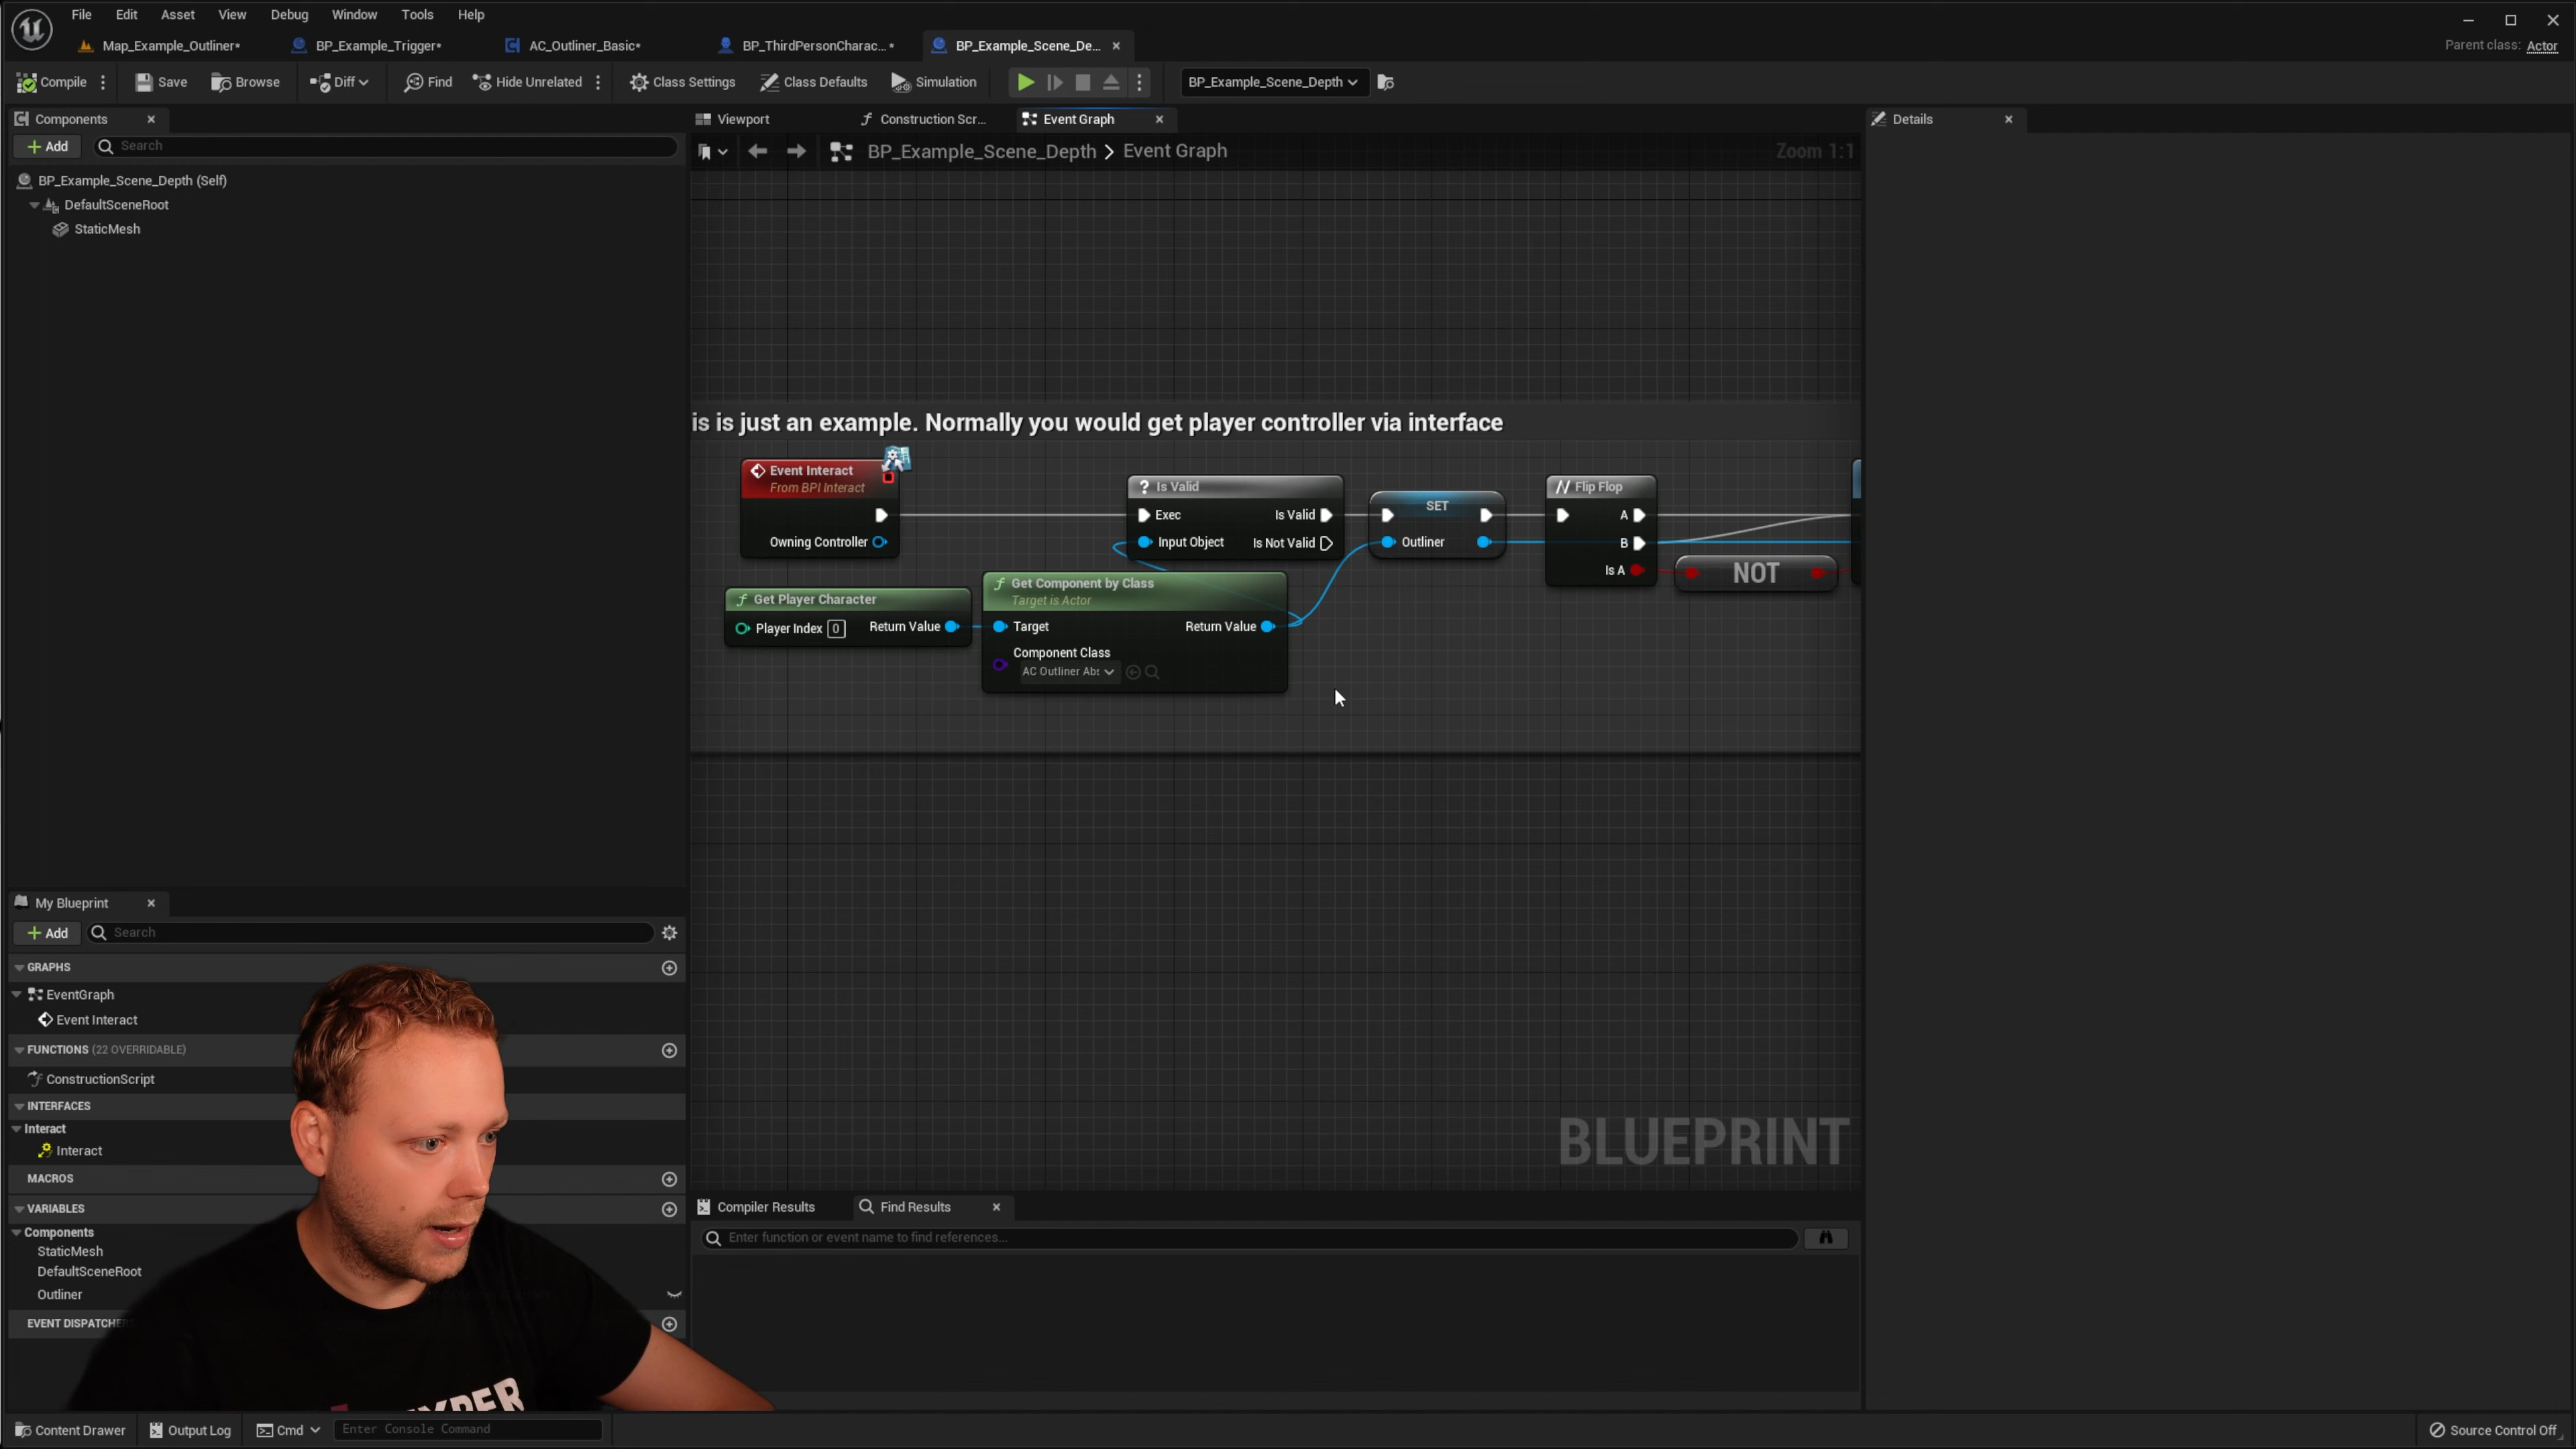 File Edit Asset View Debug Window Tools Help
Map_Example_Outliner* BP_Example_Trigger* AC_Outliner_Basic* BP_ThirdPersonCharac...* BP_Example_Scene_De...
Parent class: Actor
Compile Save Browse Diff Find Hide Unrelated Class Settings Class Defaults Simulation BP_Example_Scene_Depth
Components
Add Search
BP_Example_Scene_Depth (Self)
DefaultSceneRoot
StaticMesh
Viewport Construction Scr... Event Graph
BP_Example_Scene_Depth > Event Graph
Zoom 1:1
Details
is is just an example. Normally you would get player controller via interface
Event Interact
From BPI Interact
Owning Controller
? Is Valid
Exec Is Valid
Input Object Is Not Valid
SET
Outliner
Flip Flop
A
B
Is A
NOT
Get Player Character
Player Index 0 Return Value
Get Component by Class
Target is Actor
Target Return Value
Component Class
AC Outliner Abs
BLUEPRINT
My Blueprint
Add Search
GRAPHS
EventGraph
Event Interact
FUNCTIONS (22 OVERRIDABLE)
ConstructionScript
INTERFACES
Interact
Interact
MACROS
VARIABLES
Components
StaticMesh
DefaultSceneRoot
Outliner
EVENT DISPATCHE
Compiler Results Find Results
Enter function or event name to find references...
Content Drawer Output Log Cmd Enter Console Command
Source Control Off